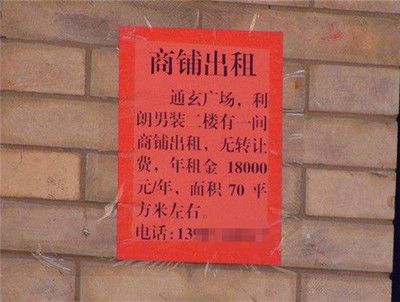 商铺出租
通玄广场，利
朗男装二楼有一间
商铺出租，无转让
费，年租金 18000
元/年，面积 70 平
方米左右。
电话：13